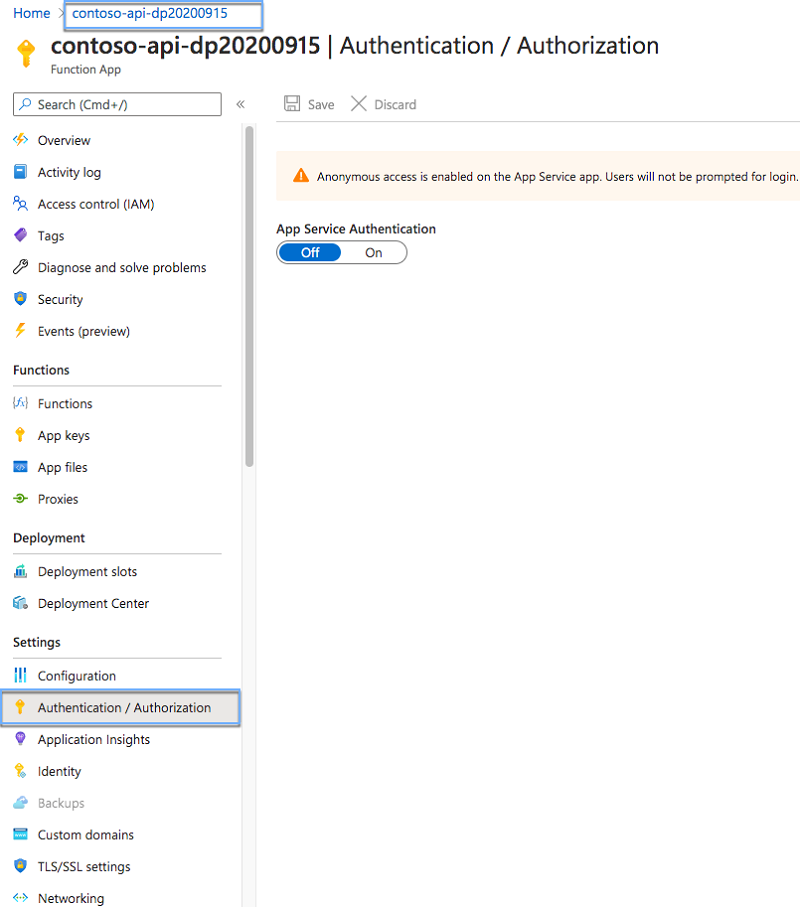 Home > contoso-api-dp20200915
contoso-api-dp20200915 | Authentication / Authorization
Function App
Search (Cmd+/)
«
Save
Discard
Overview
Activity log
Access control (IAM)
Tags
Diagnose and solve problems
Security
Events (preview)
Functions
Functions
App keys
App files
Proxies
Deployment
Deployment slots
Deployment Center
Settings
Configuration
Authentication / Authorization
Application Insights
Identity
Backups
Custom domains
TLS/SSL settings
Networking
Anonymous access is enabled on the App Service app. Users will not be prompted for login.
App Service Authentication
Off On